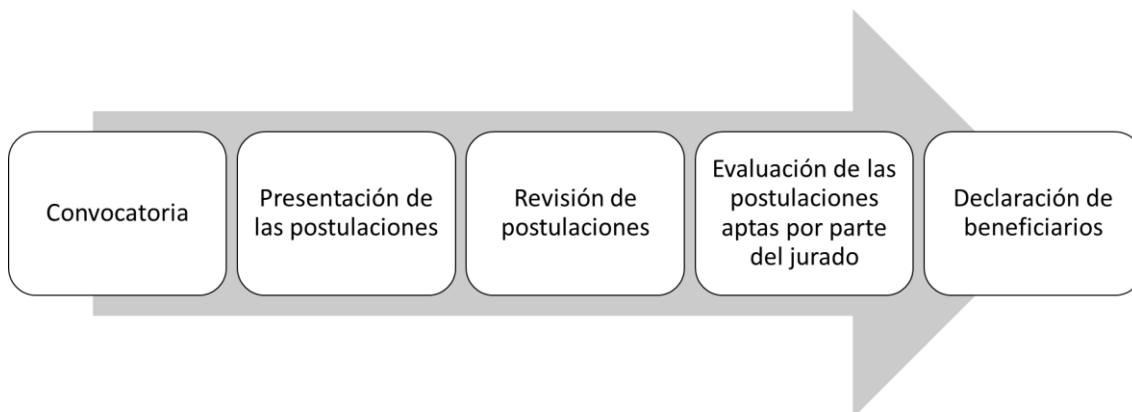 Convocatoria
Presentación de
las postulaciones
Revisión de
postulaciones
Evaluación de las
postulaciones
aptas por parte
del jurado
Declaración de
beneficiarios